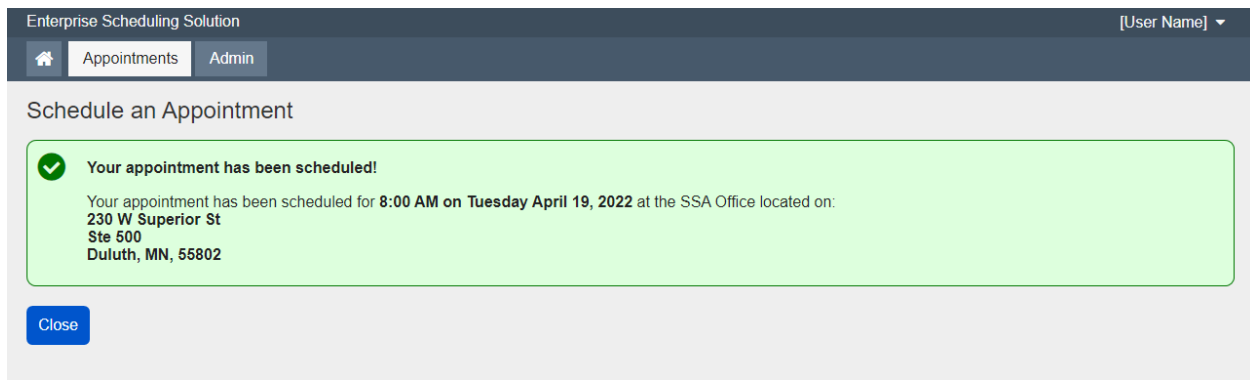 Enterprise Scheduling Solution
[User Name]
Appointments
Admin
Schedule an Appointment
Your appointment has been scheduled!
Your appointment has been scheduled for 8:00 AM on Tuesday April 19, 2022 at the SSA Office located on:
230 W Superior St
Ste 500
Duluth, MN, 55802
Close